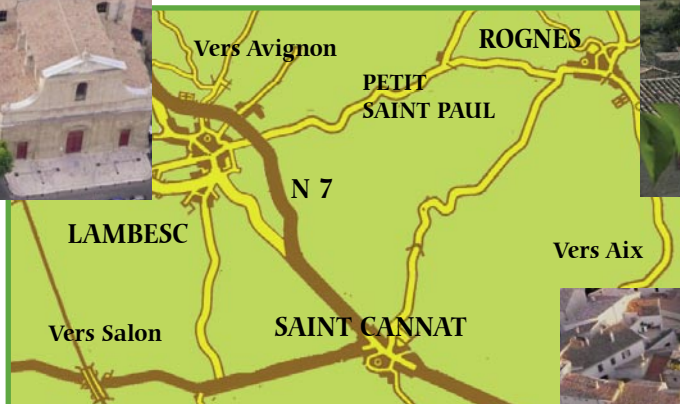 ROGNES
Vers Avignon
PETIT
SAINT PAUL
N 7
LAMBESC
Vers Aix
SAINT CANNAT
Vers Salon